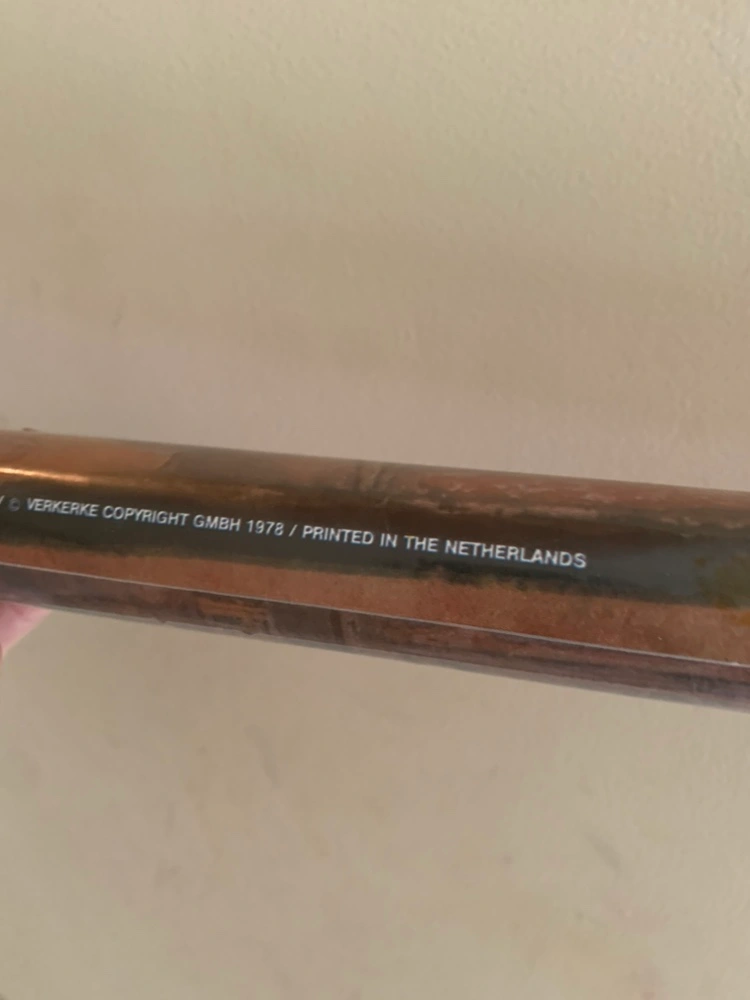 / © VERKERKE COPYRIGHT GMBH 1978 / PRINTED IN THE NETHERLANDS